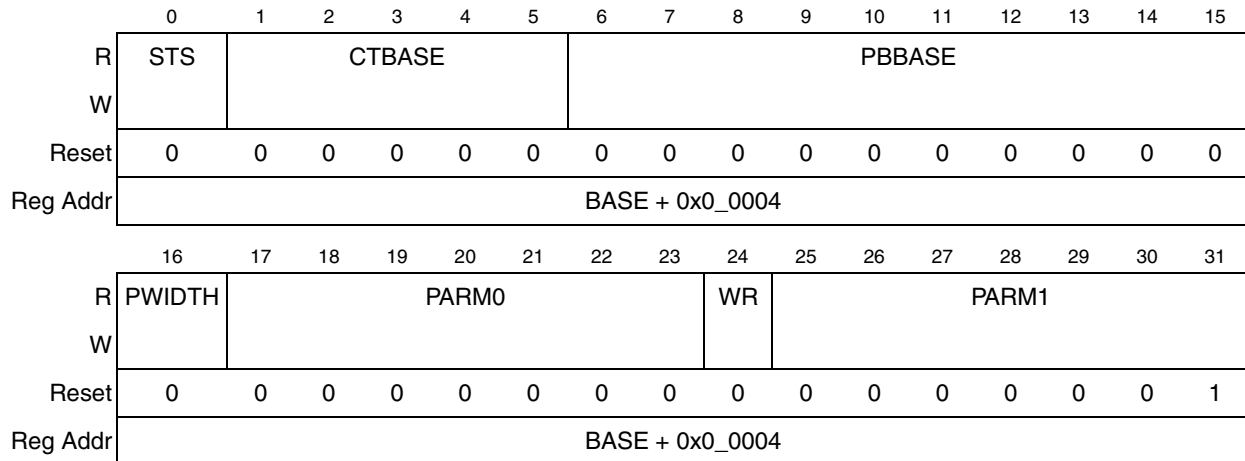 0 1 2 3 4 5 6 7 8 9 10 11 12 13 14 15
R STS CTBASE PBBASE
W
Reset 0 0 0 0 0 0 0 0 0 0 0 0 0 0 0 0
Reg Addr BASE + 0x0_0004
16 17 18 19 20 21 22 23 24 25 26 27 28 29 30 31
R PWIDTH PARM0 WR PARM1
W
Reset 0 0 0 0 0 0 0 0 0 0 0 0 0 0 0 1
Reg Addr BASE + 0x0_0004